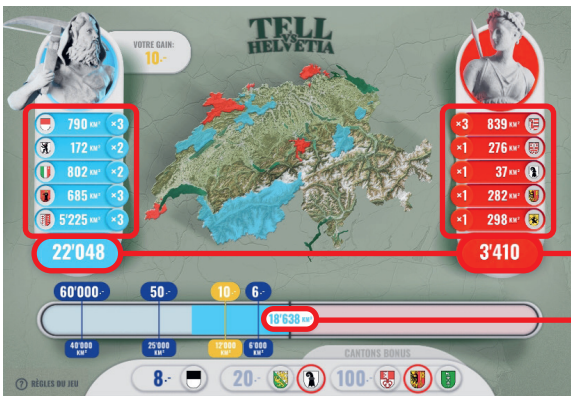 VOTRE GAIN:
10.-
TELL
VS
HELVETIA
790 KM² ×3
172 KM² ×2
802 KM² ×2
685 KM² ×3
5'225 KM² ×3
22'048
×3 839 KM²
×1 276 KM²
×1 37 KM²
×1 282 KM²
×1 298 KM²
3'410
60'000.- 50.- 10.- 6.-
18'638 KM²
40'000 KM² 25'000 KM² 12'000 KM² 6'000 KM²
CANTONS BONUS
? RÈGLES DU JEU
8.- 20.- 100.-